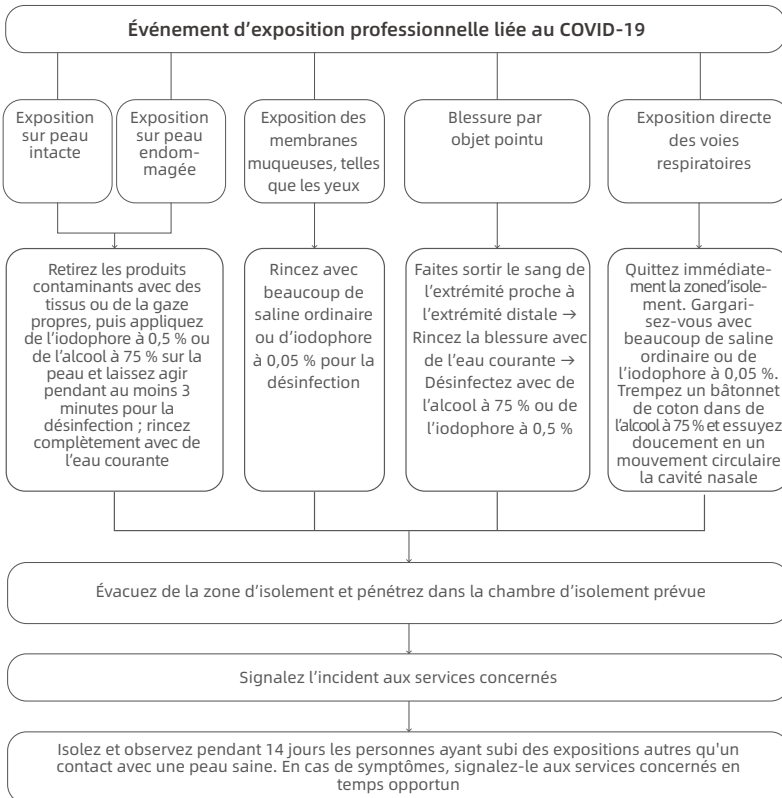 Événement d’exposition professionnelle liée au COVID-19
Exposition
sur peau
intacte
Exposition
sur peau
endom-
magée
Exposition des
membranes
muqueuses, telles
que les yeux
Blessure par
objet pointu
Exposition directe
des voies
respiratoires
Retirez les produits
contaminants avec des
tissus ou de la gaze
propres, puis appliquez
de l’iodophore à 0,5 % ou
de l’alcool à 75 % sur la
peau et laissez agir
pendant au moins 3
minutes pour la
désinfection ; rincez
complètement avec de
l’eau courante
Rincez avec
beaucoup de
saline ordinaire
ou d’iodophore
à 0,05 % pour la
désinfection
Faites sortir le sang de
l’extrémité proche à
l’extrémité distale →
Rincez la blessure avec
de l’eau courante →
Désinfectez avec de
l’alcool à 75 % ou de
l’iodophore à 0,5 %
Quittez immédiate-
ment la zoned’isole-
ment. Gargari-
sez-vous avec
beaucoup de saline
ordinaire ou de
l’iodophore à 0,05 %.
Trempez un bâtonnet
de coton dans de
l’alcool à 75 % et essuyez
doucement en un
mouvement circulaire
la cavité nasale
Évacuez de la zone d’isolement et pénétrez dans la chambre d’isolement prévue
Signalez l’incident aux services concernés
Isolez et observez pendant 14 jours les personnes ayant subi des expositions autres qu'un
contact avec une peau saine. En cas de symptômes, signalez-le aux services concernés en
temps opportun